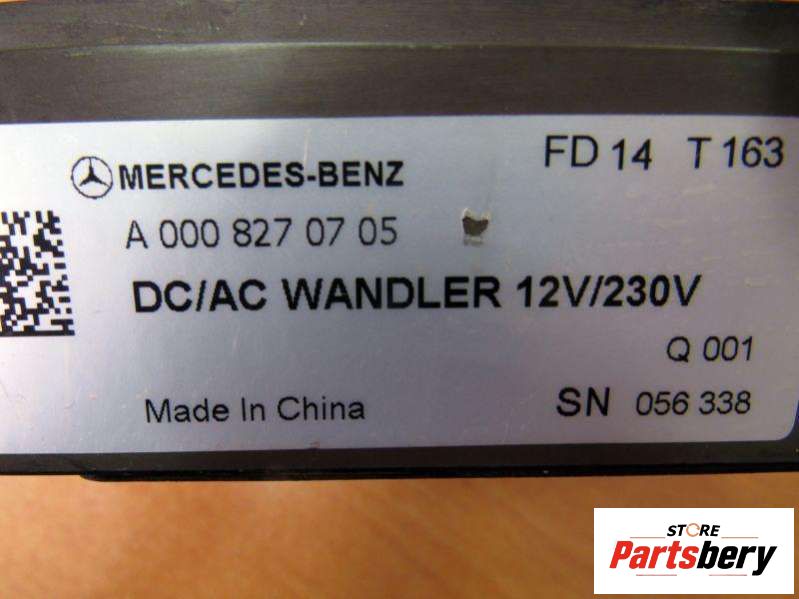 FD 14 T 163
MERCEDES-BENZ
A 000 827 07 05
DC/AC WANDLER 12V/230V
Q 001
Made In China
SN 056 338
STORE
Partsbery